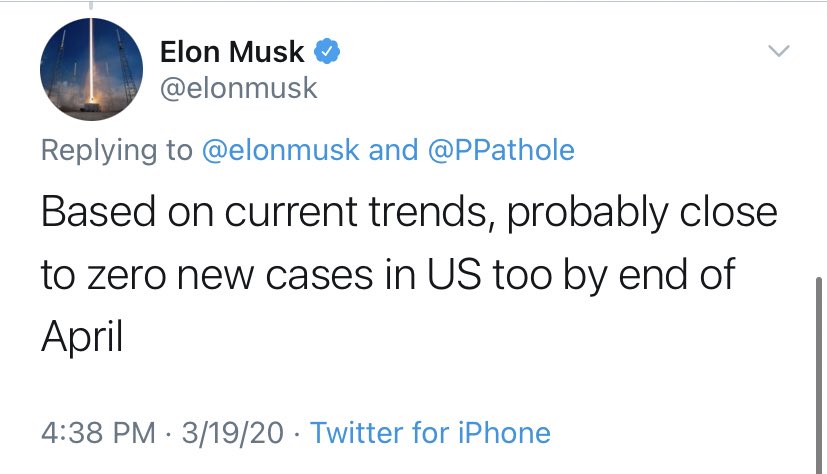 Elon Musk
@elonmusk
Replying to @elonmusk and @PPathole
Based on current trends, probably close
to zero new cases in US too by end of
April
4:38 PM · 3/19/20 · Twitter for iPhone